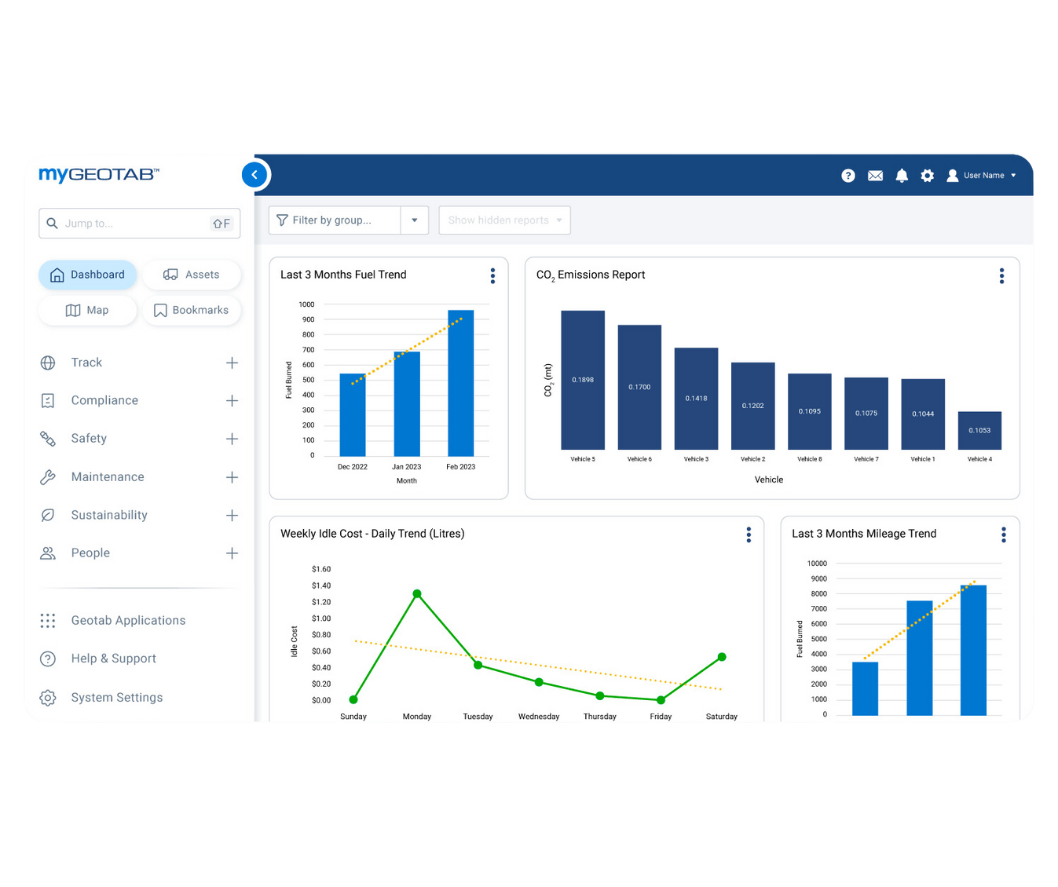 myGEOTAB™
Jump to...
⇧F
Dashboard
Assets
Map
Bookmarks
Track
Compliance
Safety
Maintenance
Sustainability
People
Geotab Applications
Help & Support
System Settings
?
User Name
Filter by group...
Show hidden reports
Last 3 Months Fuel Trend
Fuel Burned
1000
900
800
700
600
500
400
300
200
100
0
Dec 2022 Jan 2023 Feb 2023
Month
CO2 Emissions Report
CO2 (mt)
0.1898 0.1700 0.1418 0.1202 0.1095 0.1075 0.1044 0.1053
Vehicle 5 Vehicle 6 Vehicle 3 Vehicle 2 Vehicle 8 Vehicle 7 Vehicle 1 Vehicle 4
Vehicle
Weekly Idle Cost - Daily Trend (Litres)
Idle Cost
$1.60
$1.40
$1.20
$1.00
$0.80
$0.60
$0.40
$0.20
$0.00
Sunday Monday Tuesday Wednesday Thursday Friday Saturday
Last 3 Months Mileage Trend
Fuel Burned
10000
9000
8000
7000
6000
5000
4000
3000
2000
1000
0